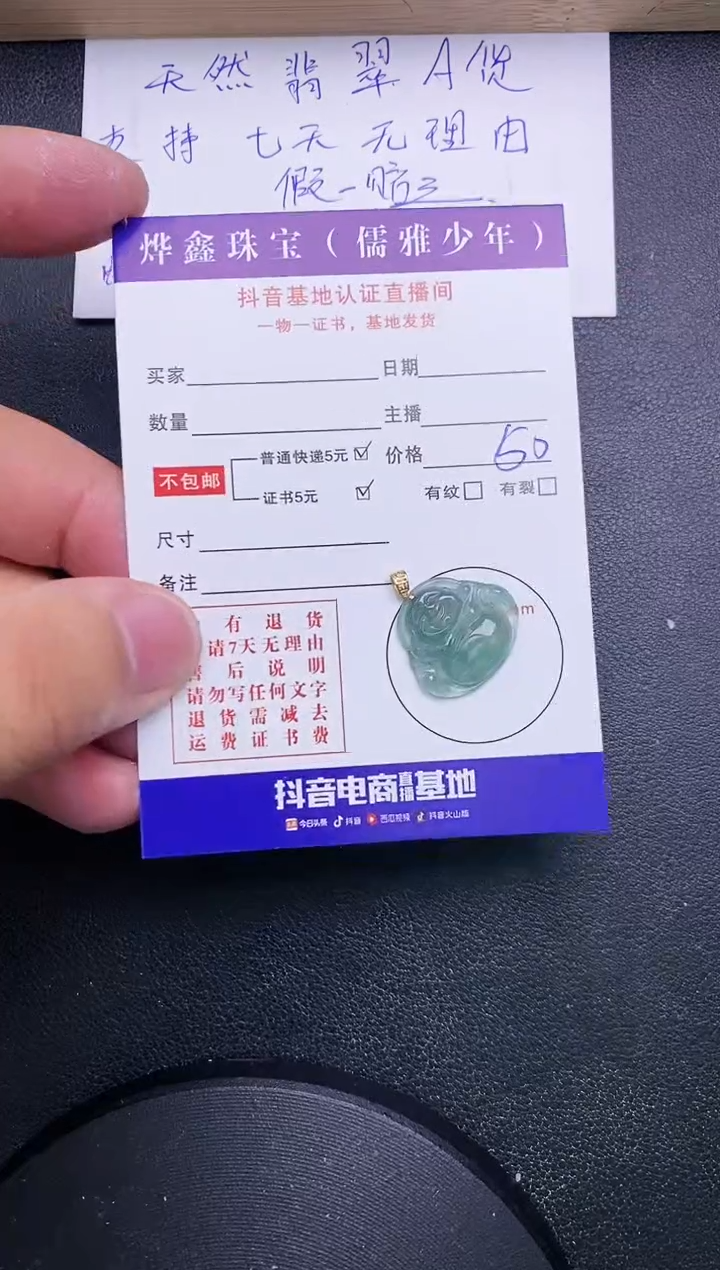 天然翡翠A货
支持七天无理由
假一赔三
烨鑫珠宝（儒雅少年）
抖音基地认证直播间
一物一证书，基地发货
买家 日期
数量 主播
不包邮 普通快递5元 ☑ 价格 50
证书5元 ☑ 有纹□ 有裂□
尺寸
备注
有退货
请7天无理由
售后说明
请勿写任何文字
退货需减去
运费证书费
m
抖音电商直播基地
今日头条 抖音 西瓜视频 抖音火山版